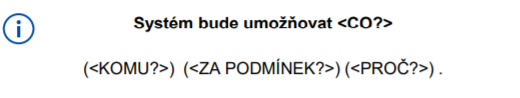 Systém bude umožňovat <CO?>
(<KOMU?>) (<ZA PODMÍNEK?>) (<PROČ?>) .